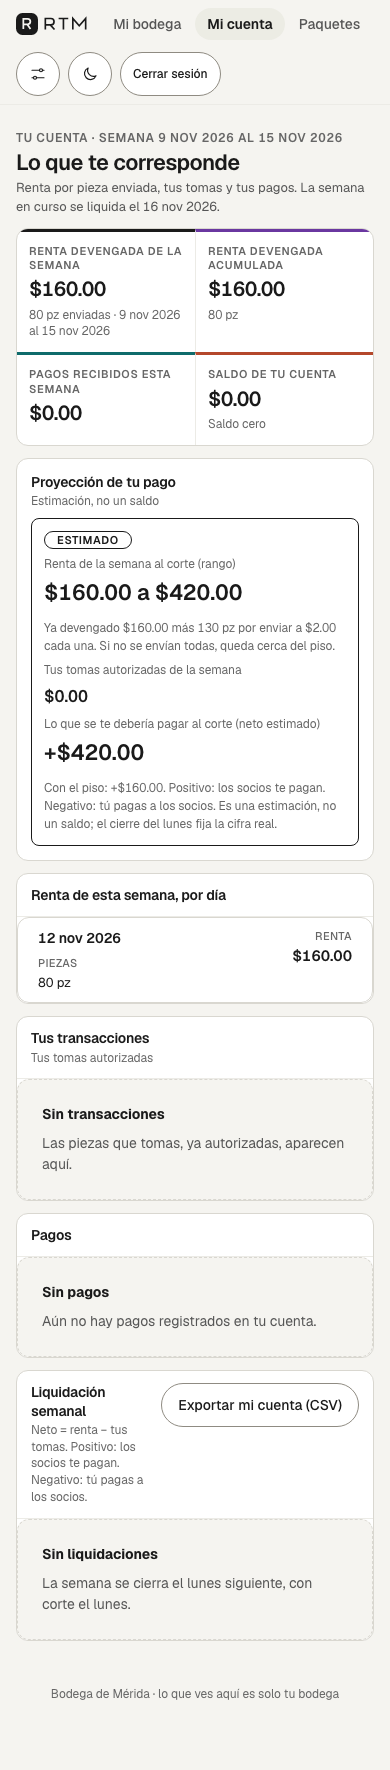 R RTM
Mi bodega
Mi cuenta
Paquetes
Cerrar sesión
TU CUENTA · SEMANA 9 NOV 2026 AL 15 NOV 2026
Lo que te corresponde
Renta por pieza enviada, tus tomas y tus pagos. La semana
en curso se liquida el 16 nov 2026.
RENTA DEVENGADA DE LA
SEMANA
$160.00
80 pz enviadas · 9 nov 2026
al 15 nov 2026
RENTA DEVENGADA
ACUMULADA
$160.00
80 pz
PAGOS RECIBIDOS ESTA
SEMANA
$0.00
SALDO DE TU CUENTA
$0.00
Saldo cero
Proyección de tu pago
Estimación, no un saldo
ESTIMADO
Renta de la semana al corte (rango)
$160.00 a $420.00
Ya devengado $160.00 más 130 pz por enviar a $2.00
cada una. Si no se envían todas, queda cerca del piso.
Tus tomas autorizadas de la semana
$0.00
Lo que se te debería pagar al corte (neto estimado)
+$420.00
Con el piso: +$160.00. Positivo: los socios te pagan.
Negativo: tú pagas a los socios. Es una estimación, no
un saldo; el cierre del lunes fija la cifra real.
Renta de esta semana, por día
12 nov 2026
PIEZAS
80 pz
RENTA
$160.00
Tus transacciones
Tus tomas autorizadas
Sin transacciones
Las piezas que tomas, ya autorizadas, aparecen
aquí.
Pagos
Sin pagos
Aún no hay pagos registrados en tu cuenta.
Liquidación
semanal
Neto = renta − tus
tomas. Positivo: los
socios te pagan.
Negativo: tú pagas a
los socios.
Exportar mi cuenta (CSV)
Sin liquidaciones
La semana se cierra el lunes siguiente, con
corte el lunes.
Bodega de Mérida · lo que ves aquí es solo tu bodega